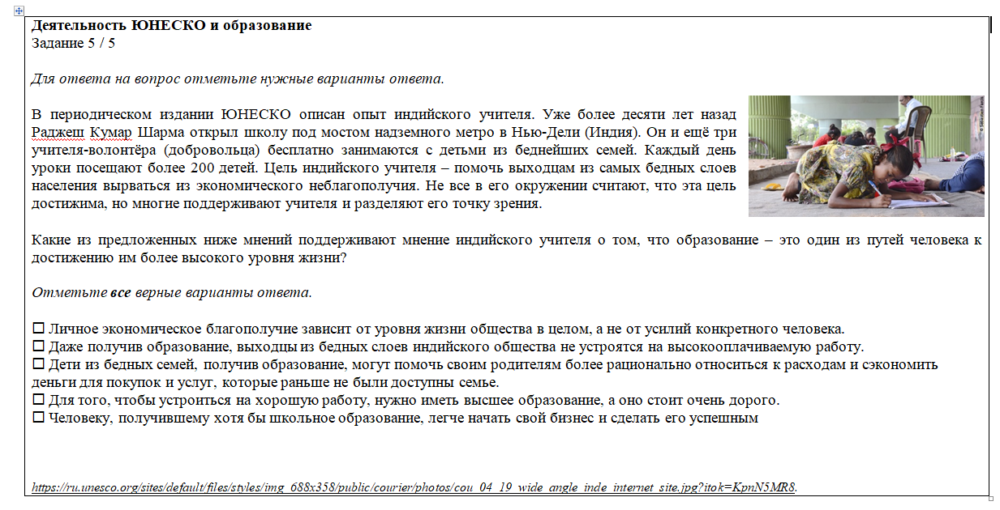 Деятельность ЮНЕСКО и образование
Задание 5 / 5
Для ответа на вопрос отметьте нужные варианты ответа.
В периодическом издании ЮНЕСКО описан опыт индийского учителя. Уже более десяти лет назад
Раджеш Кумар Шарма открыл школу под мостом надземного метро в Нью-Дели (Индия). Он и ещё три
учителя-волонтёра (добровольца) бесплатно занимаются с детьми из беднейших семей. Каждый день
уроки посещают более 200 детей. Цель индийского учителя – помочь выходцам из самых бедных слоев
населения вырваться из экономического неблагополучия. Не все в его окружении считают, что эта цель
достижима, но многие поддерживают учителя и разделяют его точку зрения.
Какие из предложенных ниже мнений поддерживают мнение индийского учителя о том, что образование – это один из путей человека к
достижению им более высокого уровня жизни?
Отметьте все верные варианты ответа.
☐ Личное экономическое благополучие зависит от уровня жизни общества в целом, а не от усилий конкретного человека.
☐ Даже получив образование, выходцы из бедных слоев индийского общества не устроятся на высокооплачиваемую работу.
☐ Дети из бедных семей, получив образование, могут помочь своим родителям более рационально относиться к расходам и сэкономить
деньги для покупок и услуг, которые раньше не были доступны семье.
☐ Для того, чтобы устроиться на хорошую работу, нужно иметь высшее образование, а оно стоит очень дорого.
☐ Человеку, получившему хотя бы школьное образование, легче начать свой бизнес и сделать его успешным
https://ru.unesco.org/sites/default/files/styles/img_688x358/public/courier/photos/cou_04_19_wide_angle_inde_internet_site.jpg?itok=KpnN5MR8.